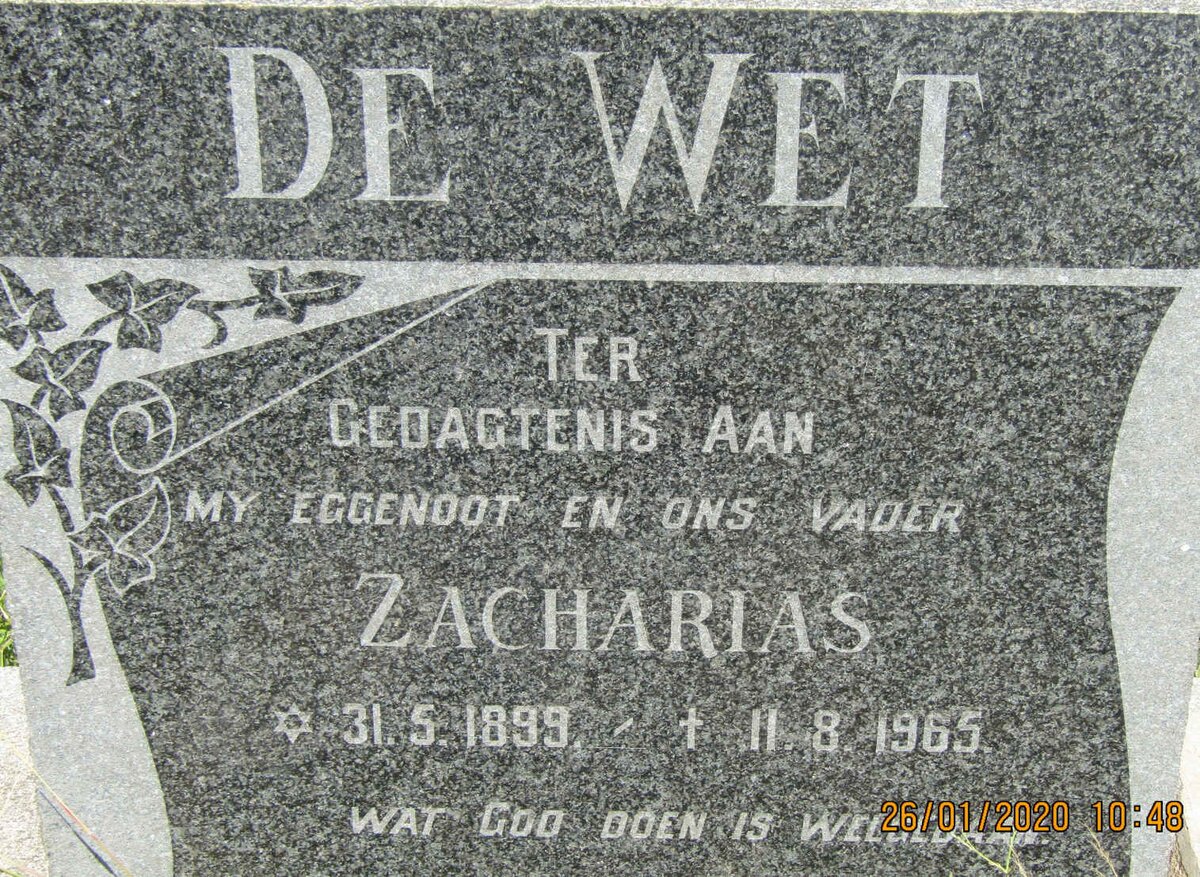 DE WET
TER
GEDAGTENIS AAN
MY EGGENOOT EN ONS VADER
ZACHARIAS
✡ 31.5.1899. / † 11.8.1965.
WAT GOD DOEN IS
26/01/2020 10:48